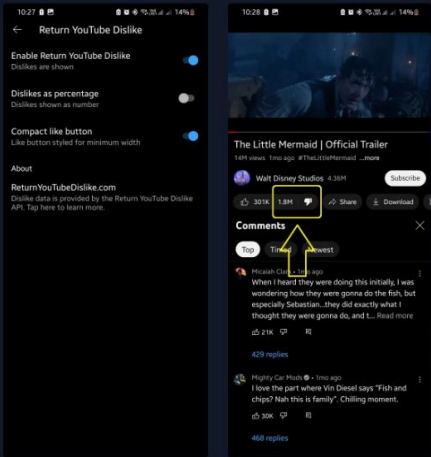 10:27
14%
Return YouTube Dislike
Enable Return YouTube Dislike
Dislikes are shown
Dislikes as percentage
Dislikes shown as number
Compact like button
Like button styled for minimum width
About
ReturnYouTubeDislike.com
Dislike data is provided by the Return YouTube Dislike
API. Tap here to learn more.
10:28
14%
The Little Mermaid | Official Trailer
14M views 1mo ago #TheLittleMermaid ...more
Walt Disney Studios 4.36M
Subscribe
301K 1.8M Share Download
Comments
Top Newest
Micaiah • 1mo ago
When I heard they were doing this initially, I was
wondering how they were gonna do the fish, but
especially Sebastian...they did exactly what I
thought they were gonna do, and t... Read more
21K
429 replies
Mighty Car Mods • 1mo ago
I love the part where Vin Diesel says "Fish and
chips? Nah this is family". Chilling moment.
30K
468 replies